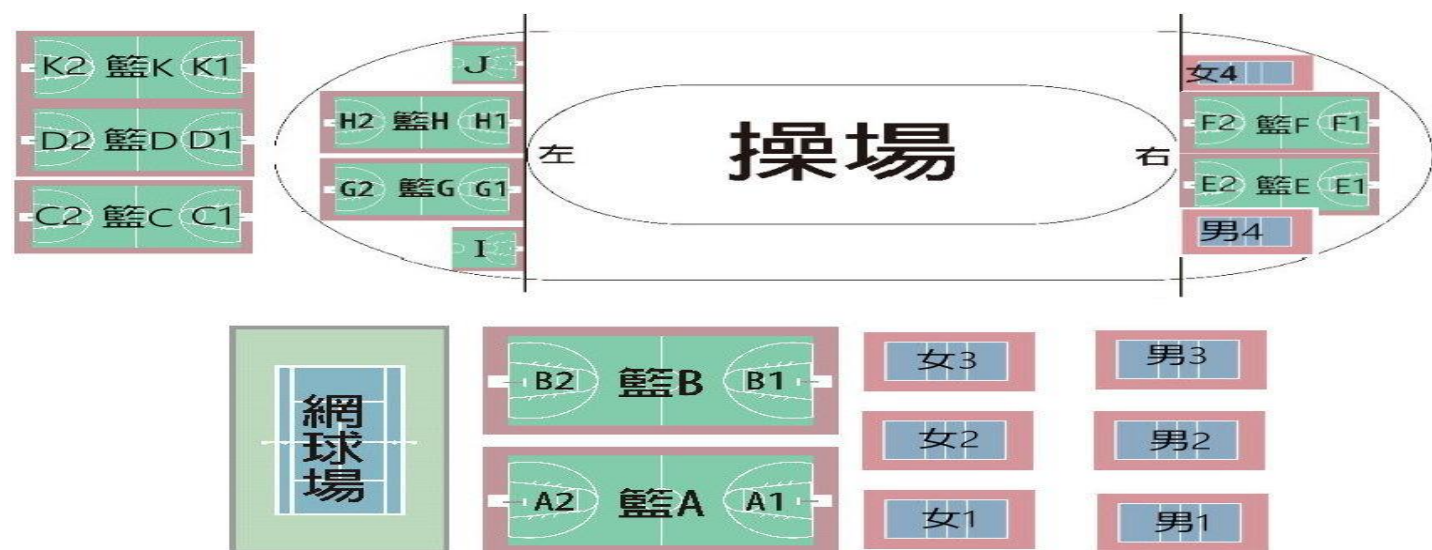 K2 籃K K1
D2 籃D D1
C2 籃C C1
J
H2 籃H H1
G2 籃G G1
I
左
操場
右
女4
F2 籃F F1
E2 籃E E1
男4
網球場
B2 籃B B1
A2 籃A A1
女3
男3
女2
男2
女1
男1